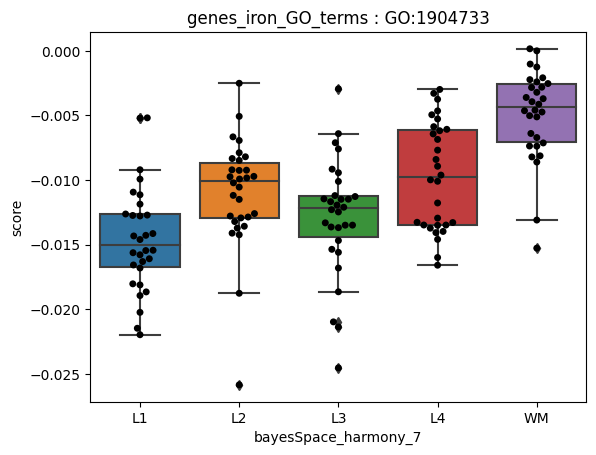 genes_iron_GO_terms : GO:1904733
0.000
−0.005
−0.010
−0.015
−0.020
−0.025
score
L1 L2 L3 L4 WM
bayesSpace_harmony_7